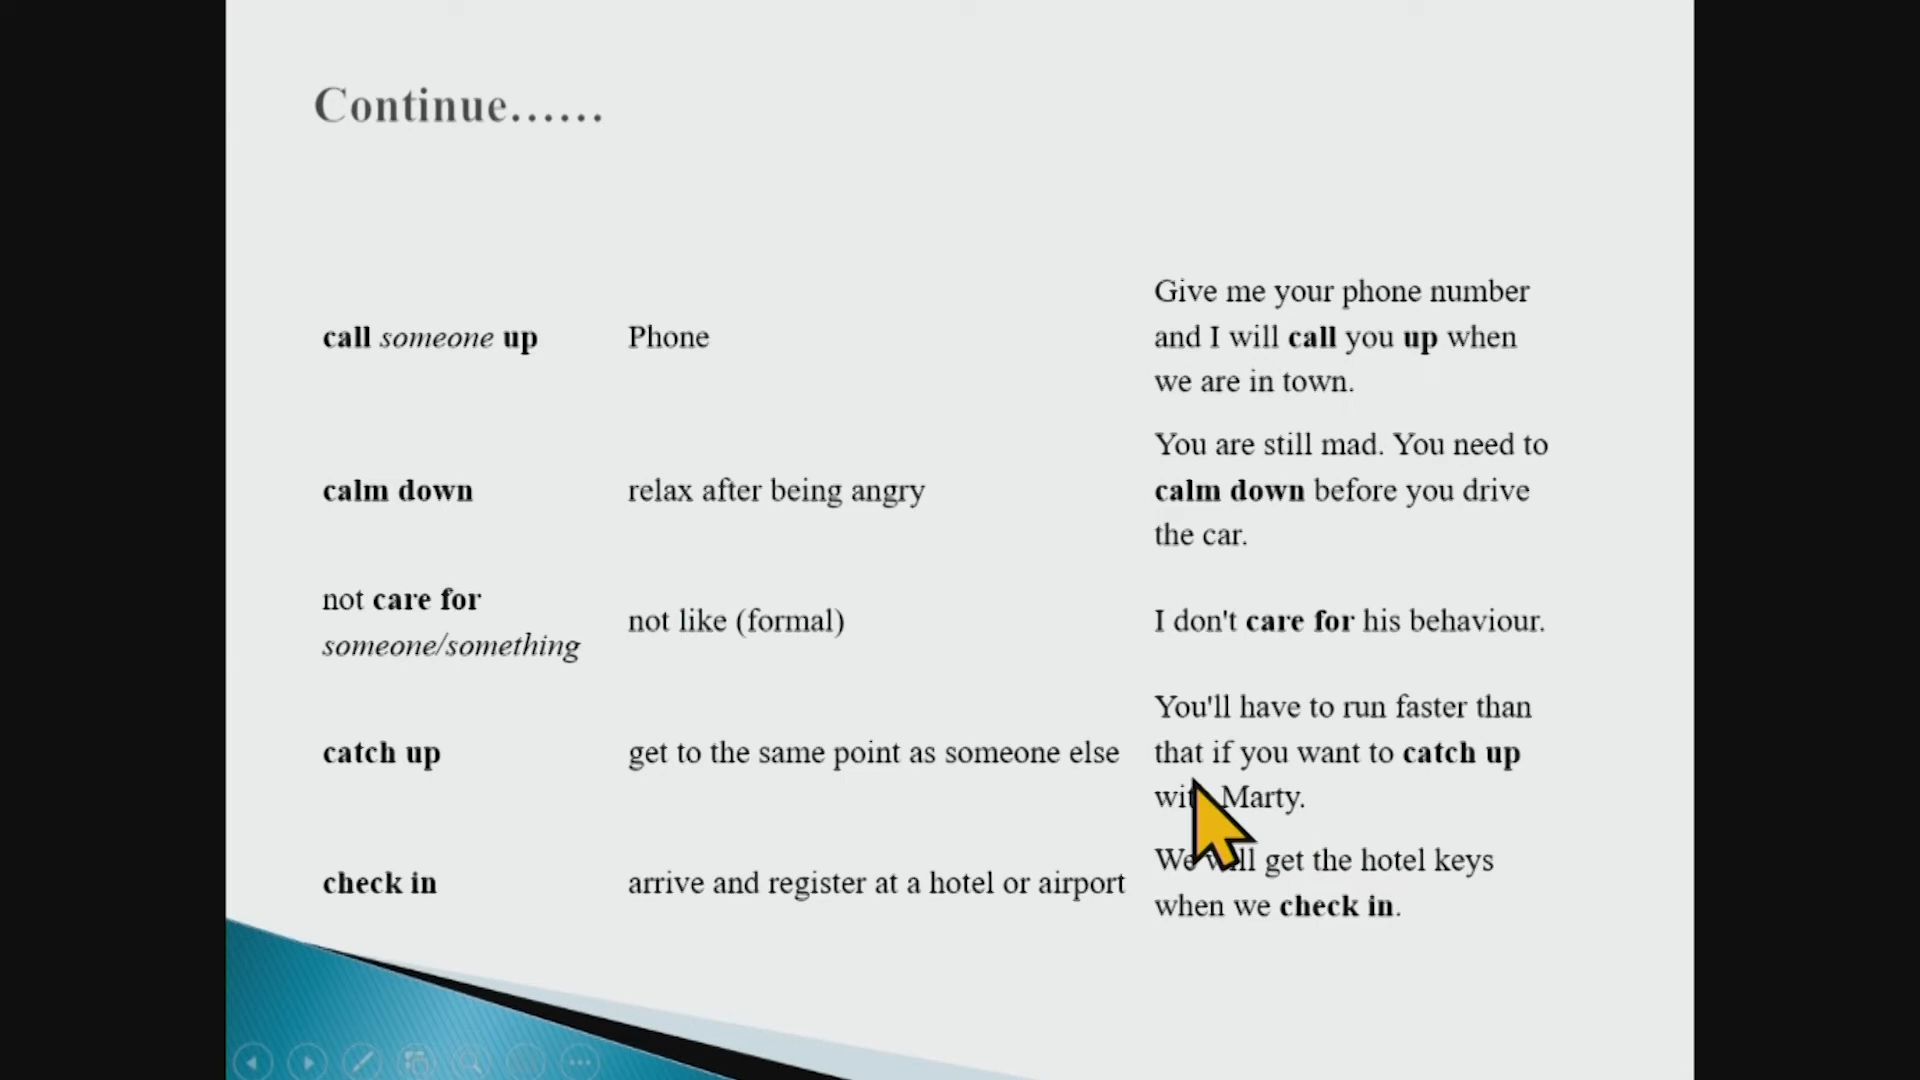 Continue......
call someone up
Phone
Give me your phone number
and I will call you up when
we are in town.
calm down
relax after being angry
You are still mad. You need to
calm down before you drive
the car.
not care for
someone/something
not like (formal)
I don't care for his behaviour.
catch up
get to the same point as someone else
You'll have to run faster than
that if you want to catch up
with Marty.
check in
arrive and register at a hotel or airport
We will get the hotel keys
when we check in.